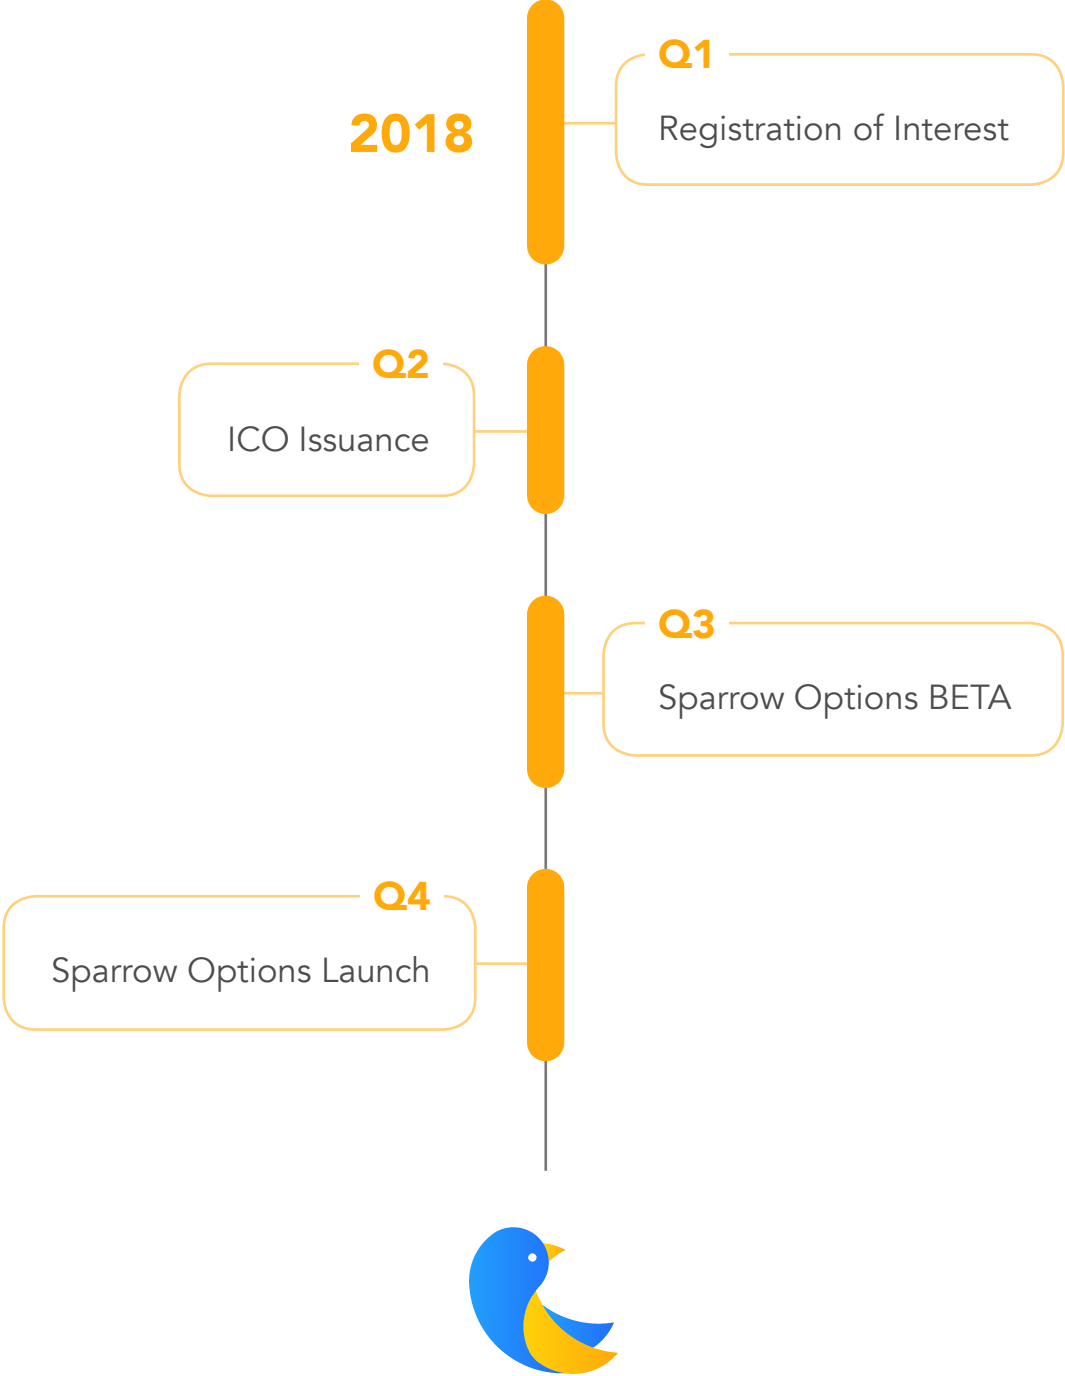 2018
Q1
Registration of Interest
Q2
ICO Issuance
Q3
Sparrow Options BETA
Q4
Sparrow Options Launch